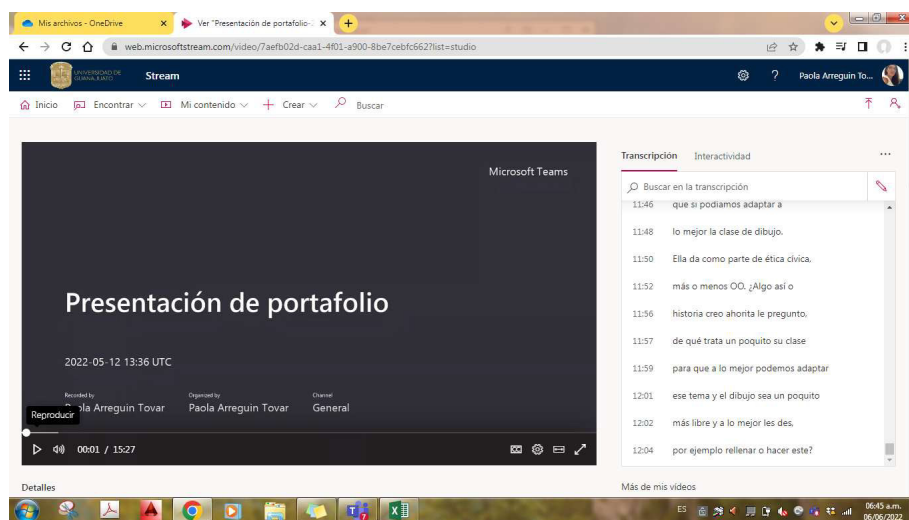 Mis archivos - OneDrive
Ver "Presentación de portafolio-
web.microsoftstream.com/video/7aefb02d-caa1-4f01-a900-8be7cebfc662?list=studio
UNIVERSIDAD DE
GUANAJUATO
Stream
?
Paola Arreguin To...
Inicio
Encontrar
Mi contenido
Crear
Buscar
Microsoft Teams
Presentación de portafolio
2022-05-12 13:36 UTC
Recorded by
Organized by
Channel
Paola Arreguin Tovar
Paola Arreguin Tovar
General
Reproducir
00:01 / 15:27
Detalles
Transcripción
Interactividad
Buscar en la transcripción
11:46 que si podíamos adaptar a
11:48 lo mejor la clase de dibujo.
11:50 Ella da como parte de ética cívica,
11:52 más o menos OO. ¿Algo así o
11:56 historia creo ahorita le pregunto,
11:57 de qué trata un poquito su clase
11:59 para que a lo mejor podemos adaptar
12:01 ese tema y el dibujo sea un poquito
12:02 más libre y a lo mejor les des,
12:04 por ejemplo rellenar o hacer este?
Más de mis vídeos
ES
06:45 a.m.
06/06/2022